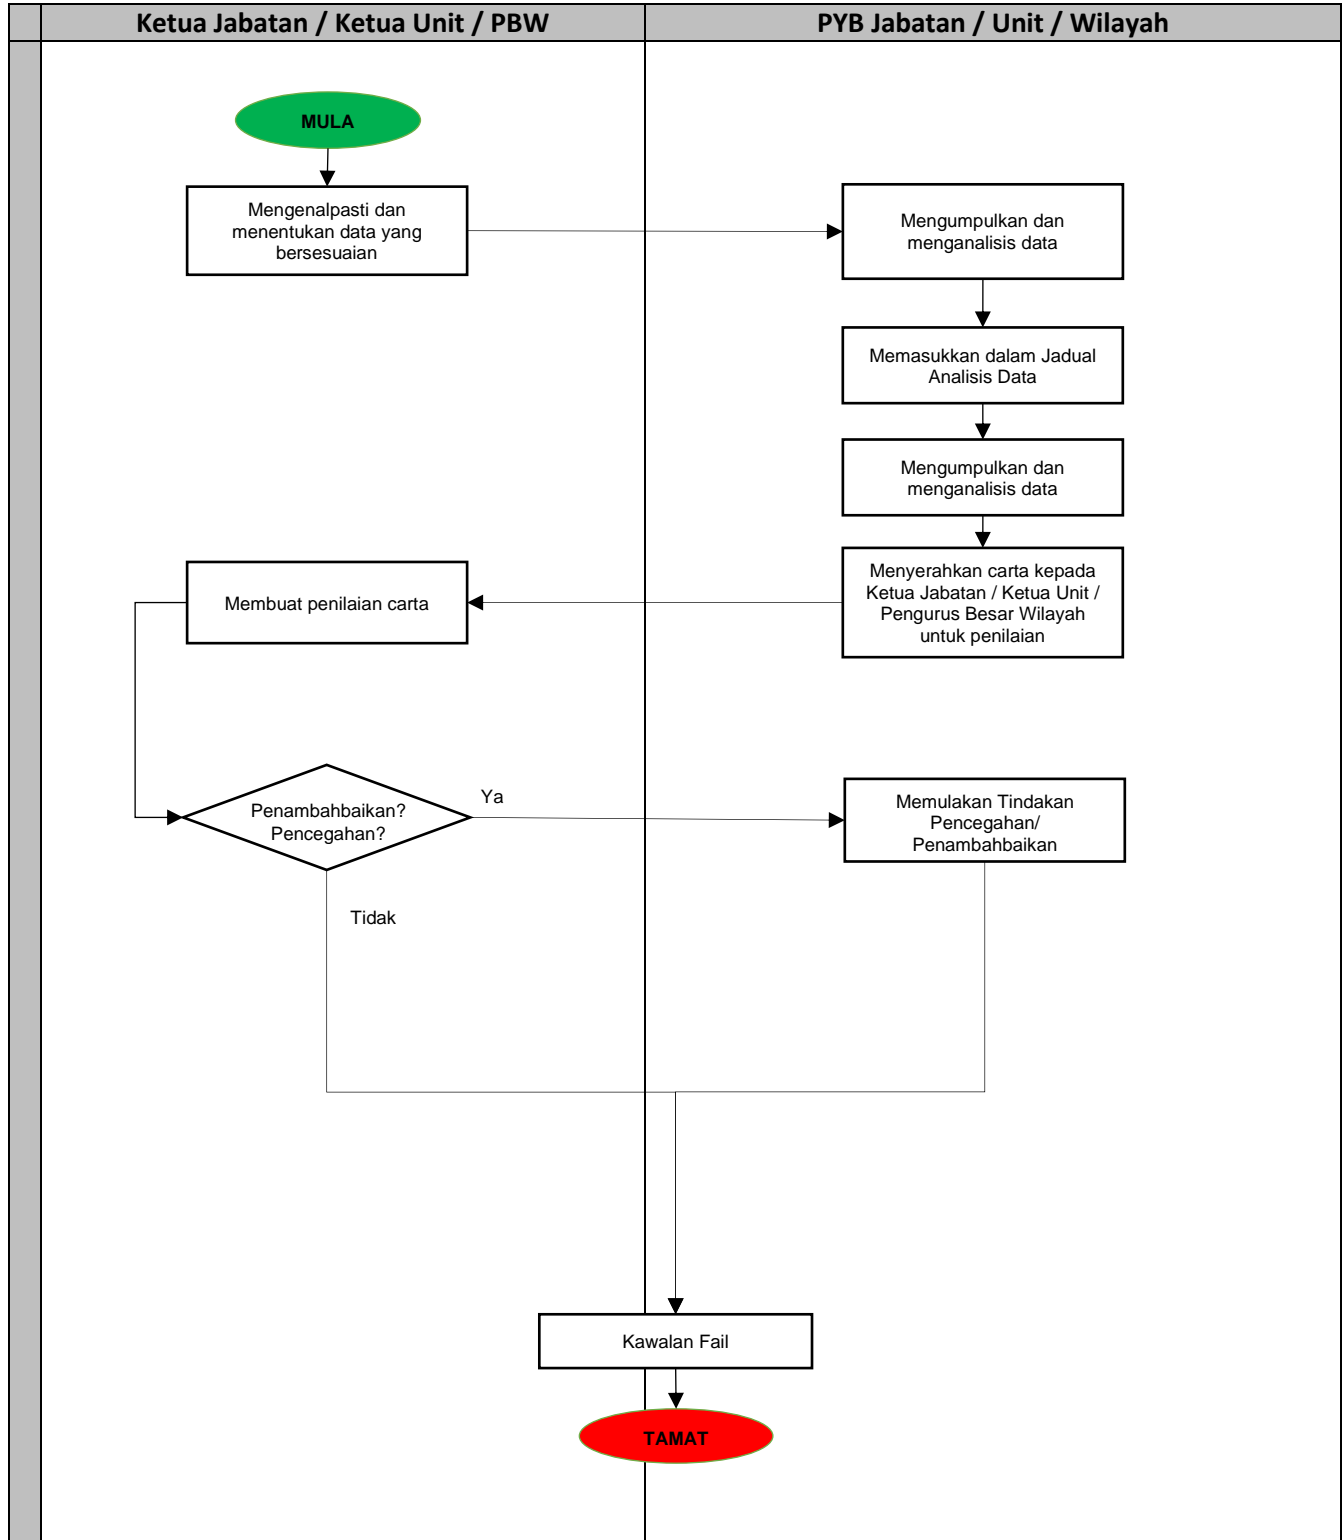 Ketua Jabatan / Ketua Unit / PBW
PYB Jabatan / Unit / Wilayah
MULA
Mengenalpasti dan
menentukan data yang
bersesuaian
Mengumpulkan dan
menganalisis data
Memasukkan dalam Jadual
Analisis Data
Mengumpulkan dan
menganalisis data
Menyerahkan carta kepada
Ketua Jabatan / Ketua Unit /
Pengurus Besar Wilayah
untuk penilaian
Membuat penilaian carta
Penambahbaikan?
Pencegahan?
Ya
Memulakan Tindakan
Pencegahan/
Penambahbaikan
Tidak
Kawalan Fail
TAMAT